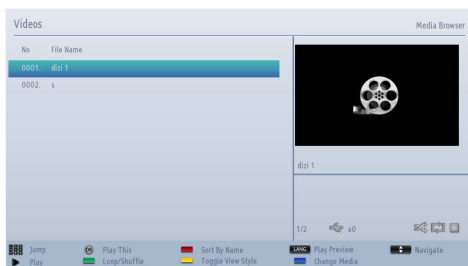 Videos
Media Browser
No File Name
0001. dizi 1
0002. s
dizi 1
1/2 a0
Jump OK Play This Sort By Name LANG Play Preview Navigate
Play Loop/Shuffle Toggle View Style Change Media